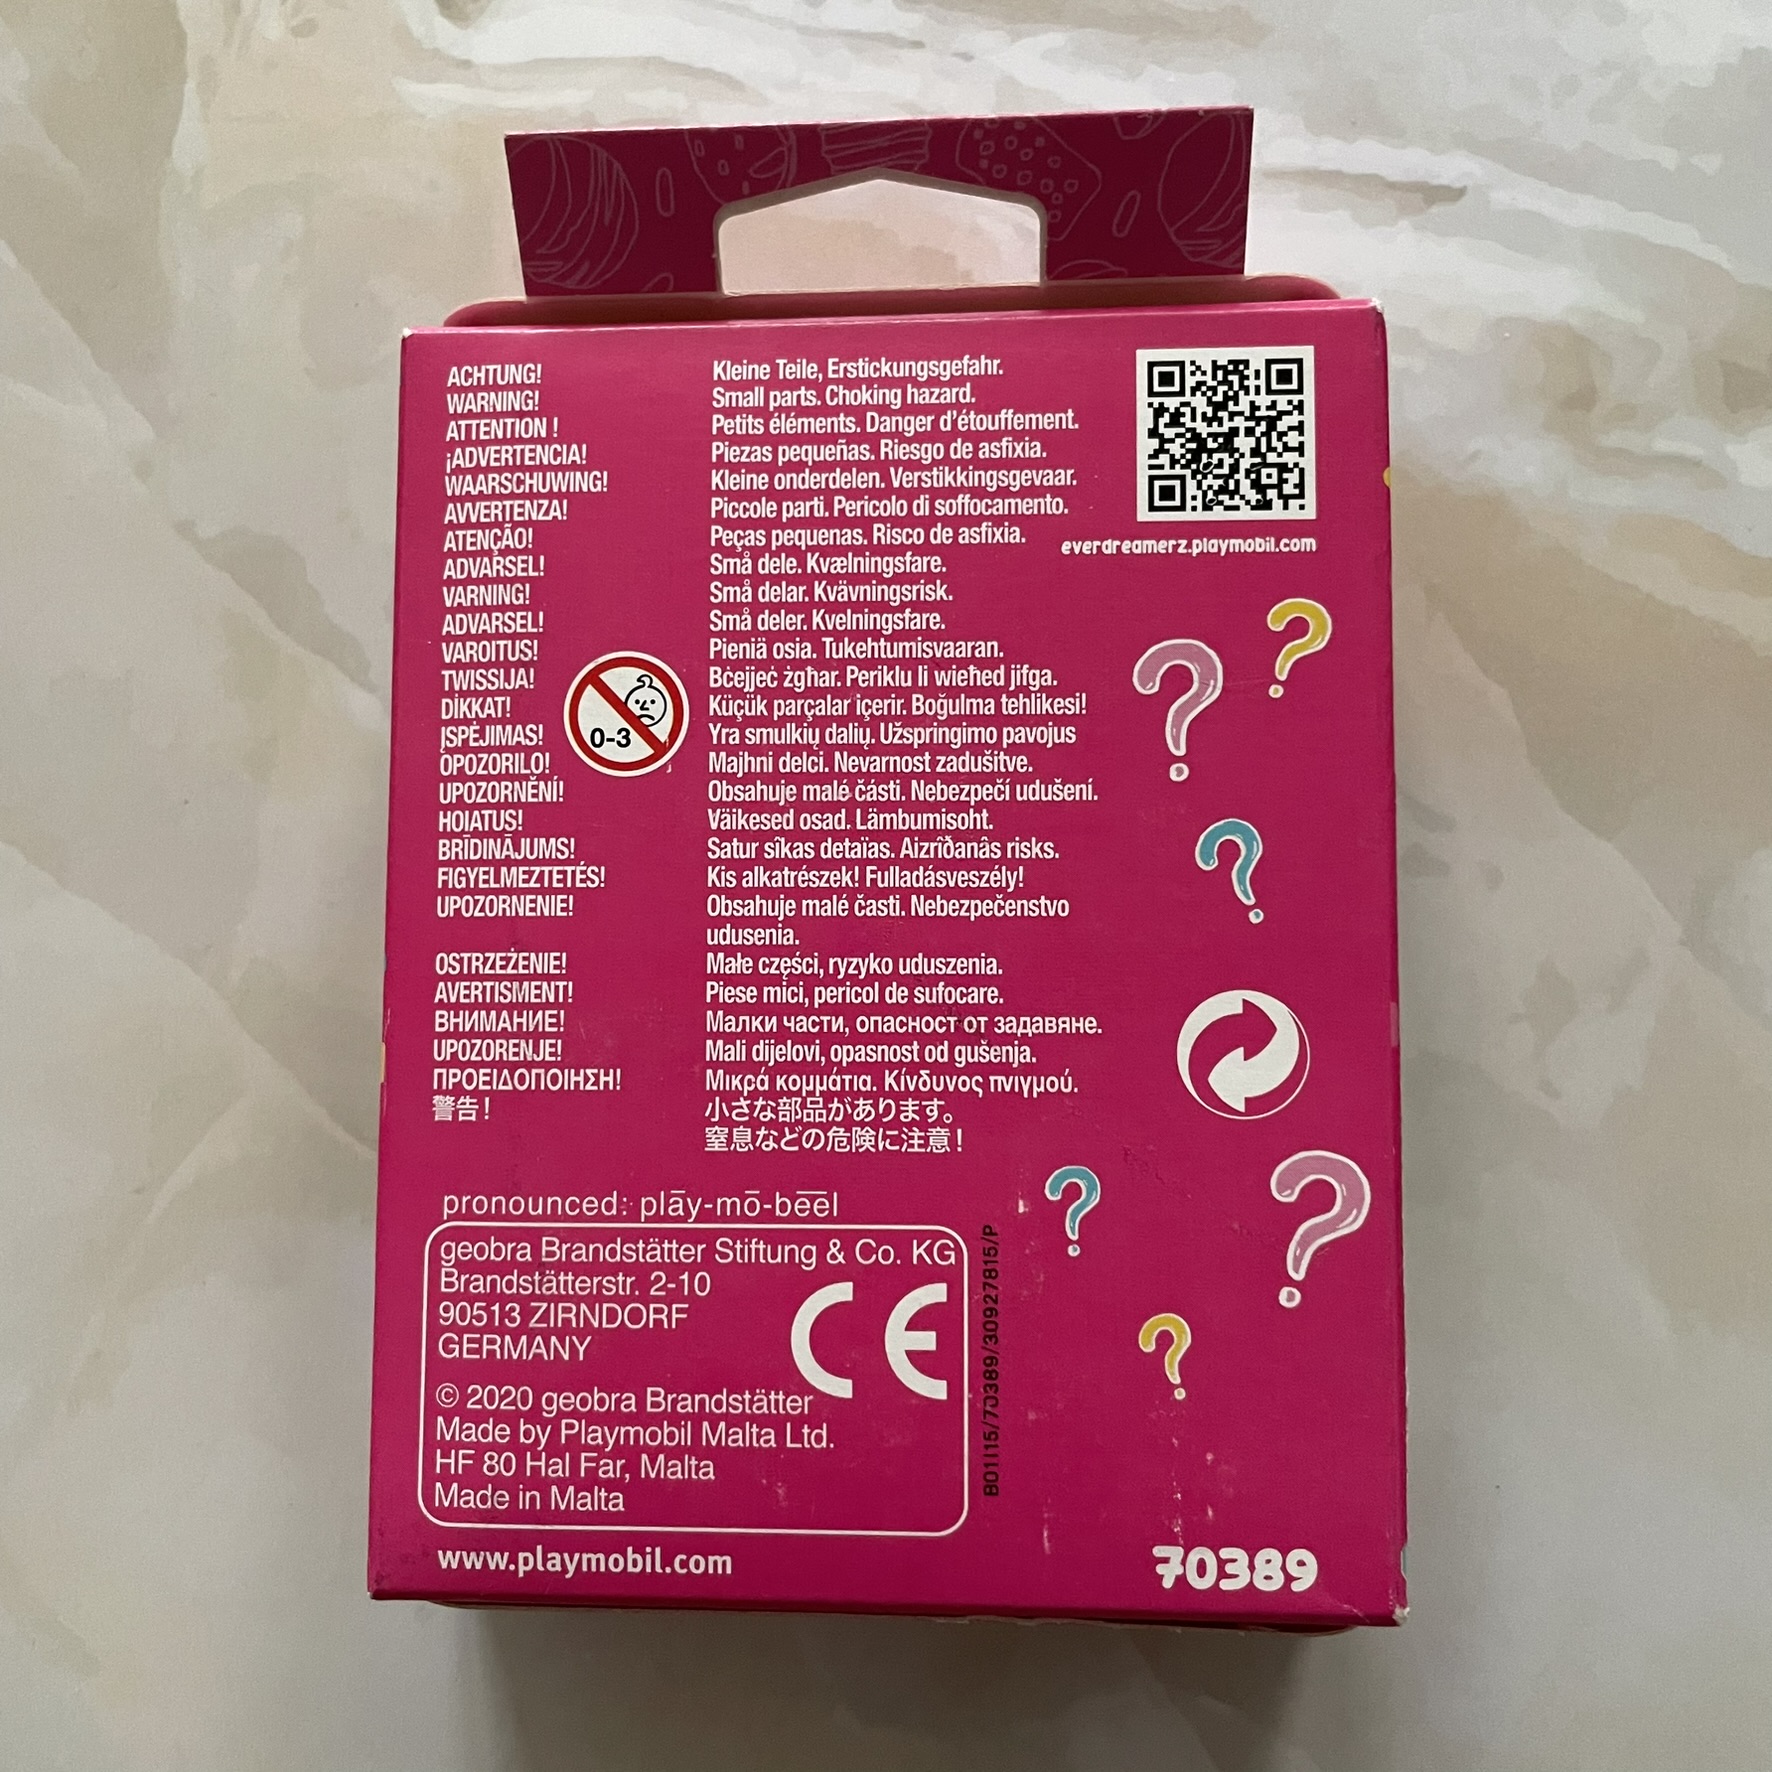 ACHTUNG! Kleine Teile, Erstickungsgefahr.
WARNING! Small parts. Choking hazard.
ATTENTION ! Petits éléments. Danger d'étouffement.
¡ADVERTENCIA! Piezas pequeñas. Riesgo de asfixia.
WAARSCHUWING! Kleine onderdelen. Verstikkingsgevaar.
AVVERTENZA! Piccole parti. Pericolo di soffocamento.
ATENÇÃO! Peças pequenas. Risco de asfixia.
everdreamerz.playmobil.com
ADVARSEL! Små dele. Kvælningsfare.
VARNING! Små delar. Kvävningsrisk.
ADVARSEL! Små deler. Kvelningsfare.
VAROITUS! Pieniä osia. Tukehtumisvaaran.
TWISSIJA! Bċejjeċ żgħar. Periklu li wieħed jifga.
DİKKAT! Küçük parçalar içerir. Boğulma tehlikesi!
ĮSPĖJIMAS! Yra smulkių dalių. Užspringimo pavojus
0-3
OPOZORILO! Majhni delci. Nevarnost zadušitve.
UPOZORNĚNÍ! Obsahuje malé části. Nebezpečí udušení.
HOIATUS! Väikesed osad. Lämbumisoht.
BRĪDINĀJUMS! Satur sîkas detaïas. Aizrîðanâs risks.
FIGYELMEZTETÉS! Kis alkatrészek! Fulladásveszély!
UPOZORNENIE! Obsahuje malé časti. Nebezpečenstvo
udusenia.
OSTRZEŻENIE! Małe części, ryzyko uduszenia.
AVERTISMENT! Piese mici, pericol de sufocare.
ВНИМАНИЕ! Малки части, опасност от задавяне.
UPOZORENJE! Mali dijelovi, opasnost od gušenja.
ΠΡΟΕΙΔΟΠΟΙΗΣΗ! Μικρά κομμάτια. Κίνδυνος πνιγμού.
警告! 小さな部品があります。
窒息などの危険に注意!
pronounced: plāy-mō-bēēl
geobra Brandstätter Stiftung & Co. KG
Brandstätterstr. 2-10
90513 ZIRNDORF
GERMANY
CE
© 2020 geobra Brandstätter
Made by Playmobil Malta Ltd.
HF 80 Hal Far, Malta
Made in Malta
B01I15/70389/30927815/P
www.playmobil.com
70389